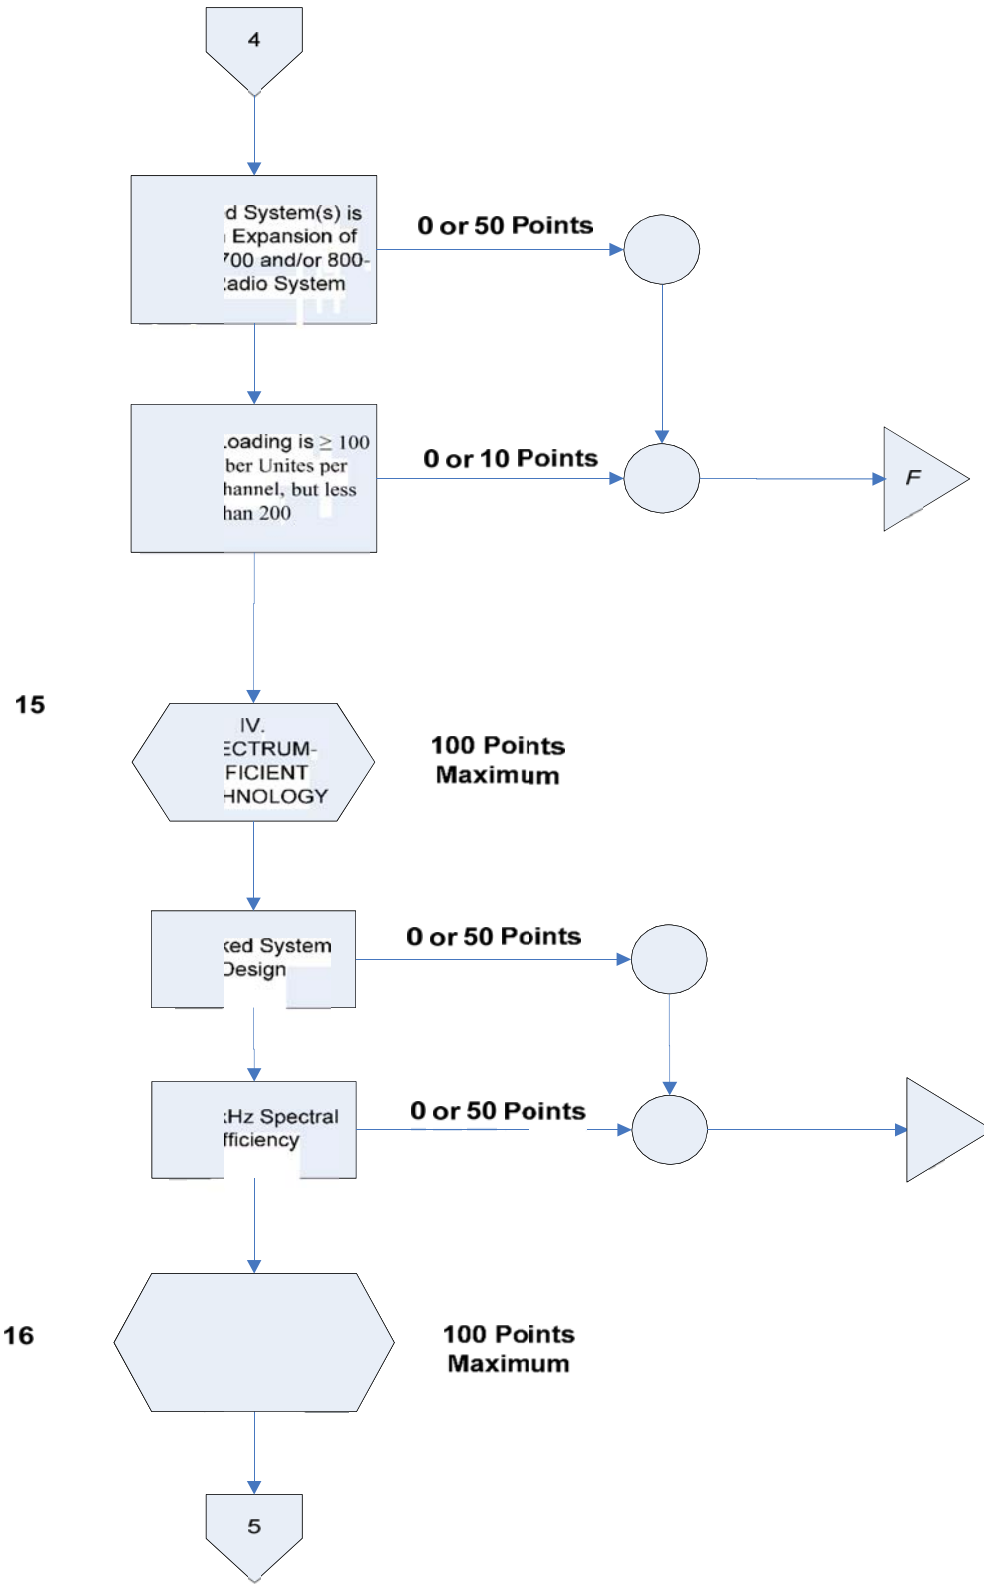 4
d System(s) is
Expansion of
700 and/or 800-
adio System
0 or 50 Points
oading is ≥ 100
ber Unites per
hannel, but less
han 200
0 or 10 Points
F
15
IV.
ECTRUM-
FICIENT
HNOLOGY
100 Points
Maximum
ked System
Design
0 or 50 Points
kHz Spectral
fficiency
0 or 50 Points
16
100 Points
Maximum
5